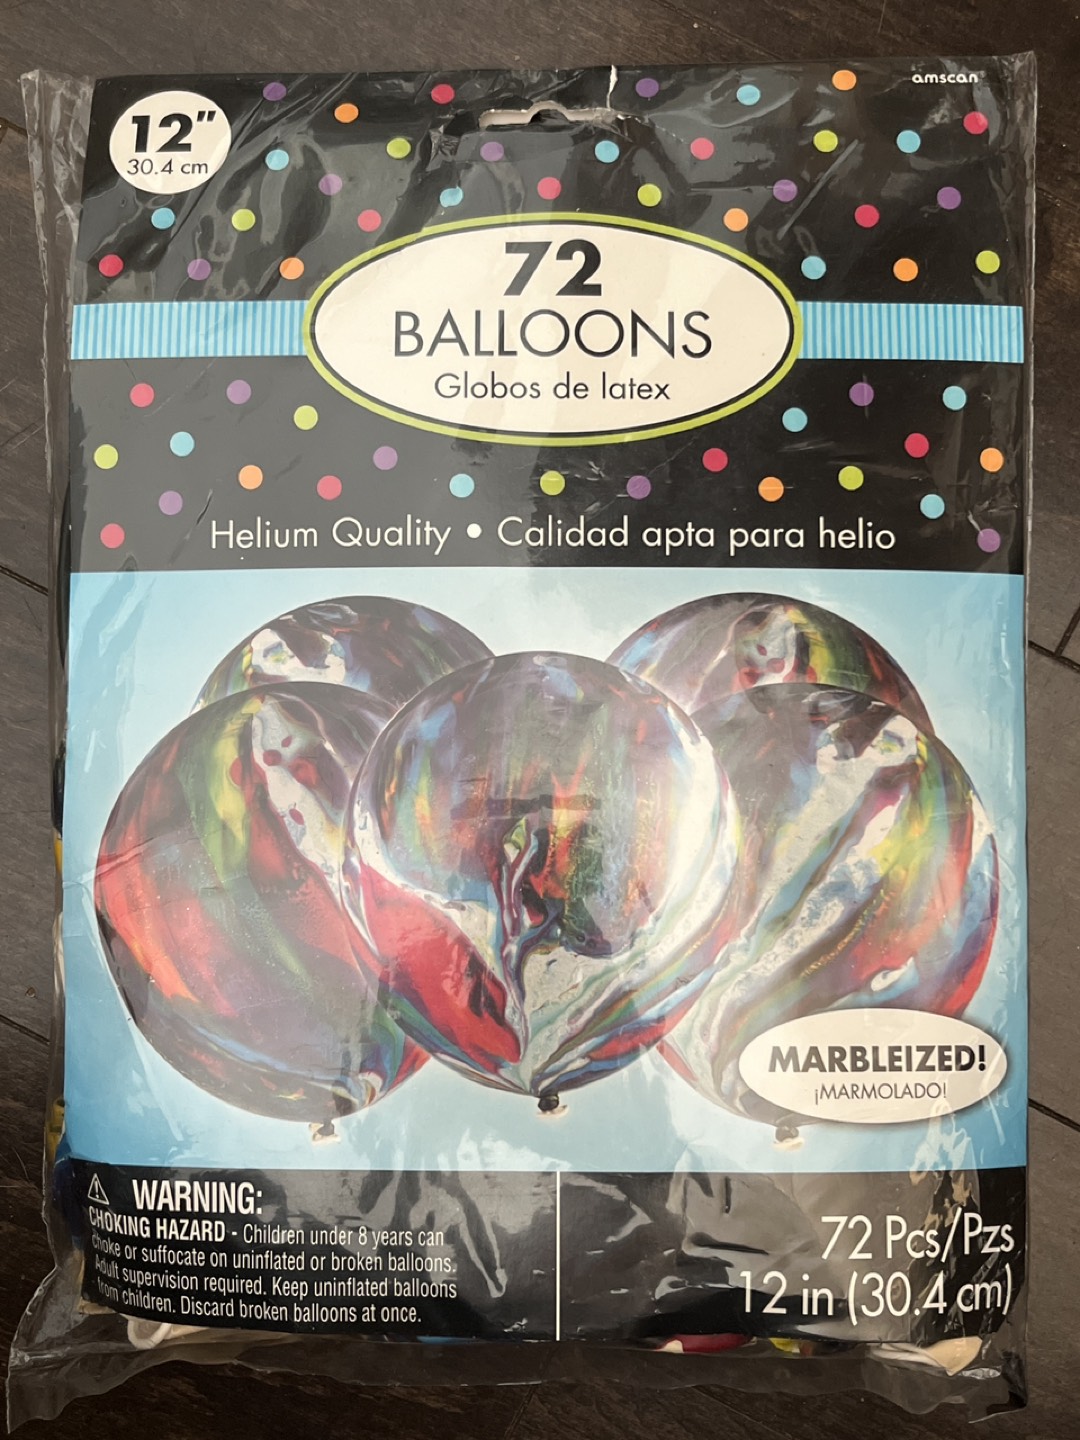 amscan
12"
30.4 cm
72
BALLOONS
Globos de latex
Helium Quality • Calidad apta para helio
MARBLEIZED!
¡MARMOLADO!
WARNING:
CHOKING HAZARD - Children under 8 years can
choke or suffocate on uninflated or broken balloons.
Adult supervision required. Keep uninflated balloons
from children. Discard broken balloons at once.
72 Pcs/Pzs
12 in (30.4 cm)